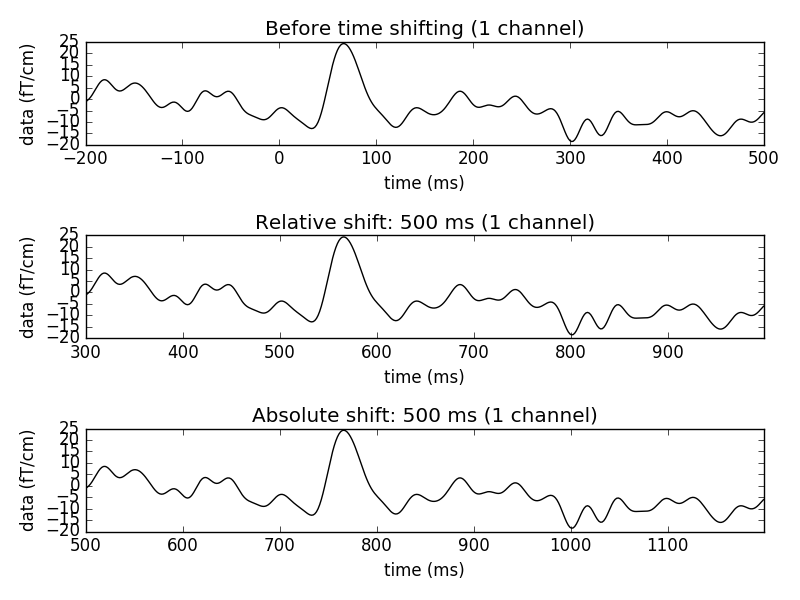 Before time shifting (1 channel)
data (fT/cm)
25
20
15
10
5
0
−5
−10
−15
−20
−200 −100 0 100 200 300 400 500
time (ms)
Relative shift: 500 ms (1 channel)
data (fT/cm)
25
20
15
10
5
0
−5
−10
−15
−20
300 400 500 600 700 800 900
time (ms)
Absolute shift: 500 ms (1 channel)
data (fT/cm)
25
20
15
10
5
0
−5
−10
−15
−20
500 600 700 800 900 1000 1100
time (ms)